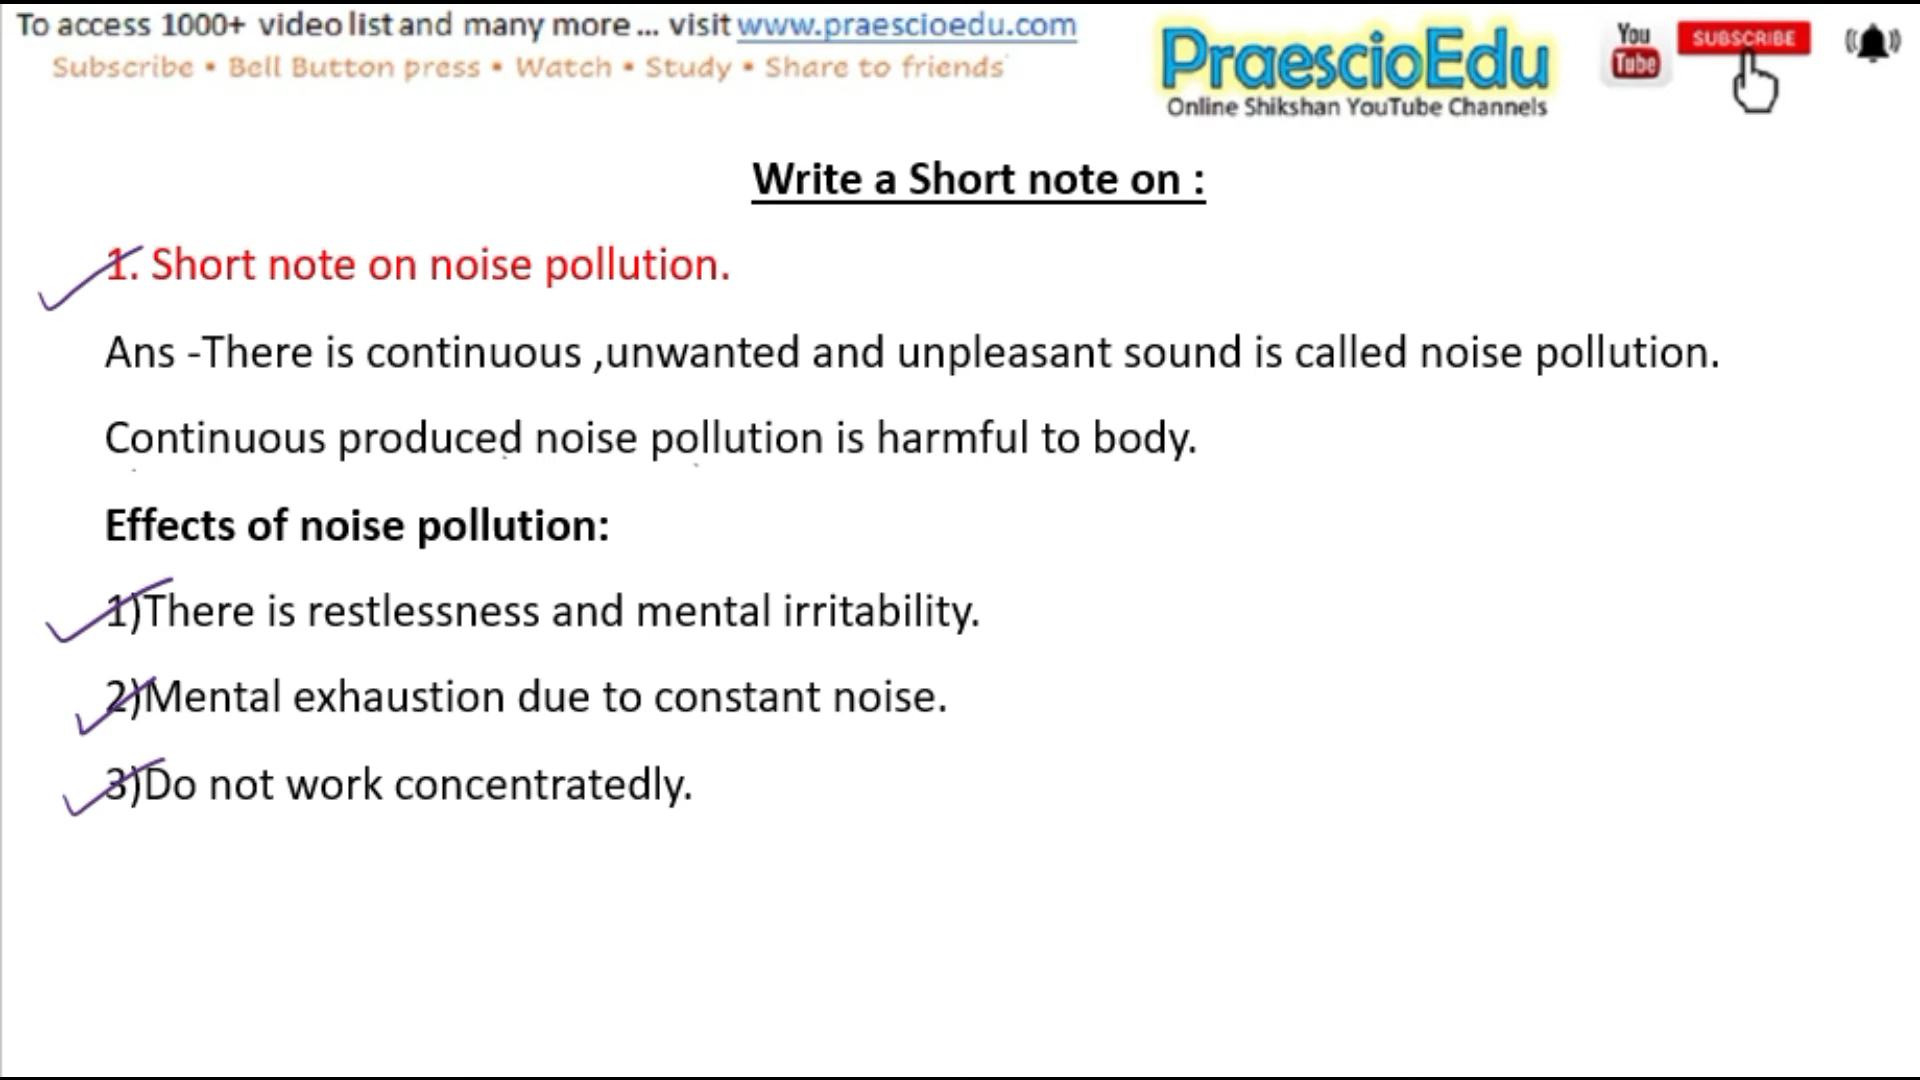 To access 1000+ video list and many more ... visit www.praescioedu.com
Subscribe • Bell Button press • Watch • Study • Share to friends
PraescioEdu
Online Shikshan YouTube Channels
You
Tube
SUBSCRIBE
Write a Short note on :
1. Short note on noise pollution.
Ans -There is continuous ,unwanted and unpleasant sound is called noise pollution.
Continuous produced noise pollution is harmful to body.
Effects of noise pollution:
1)There is restlessness and mental irritability.
2)Mental exhaustion due to constant noise.
3)Do not work concentratedly.